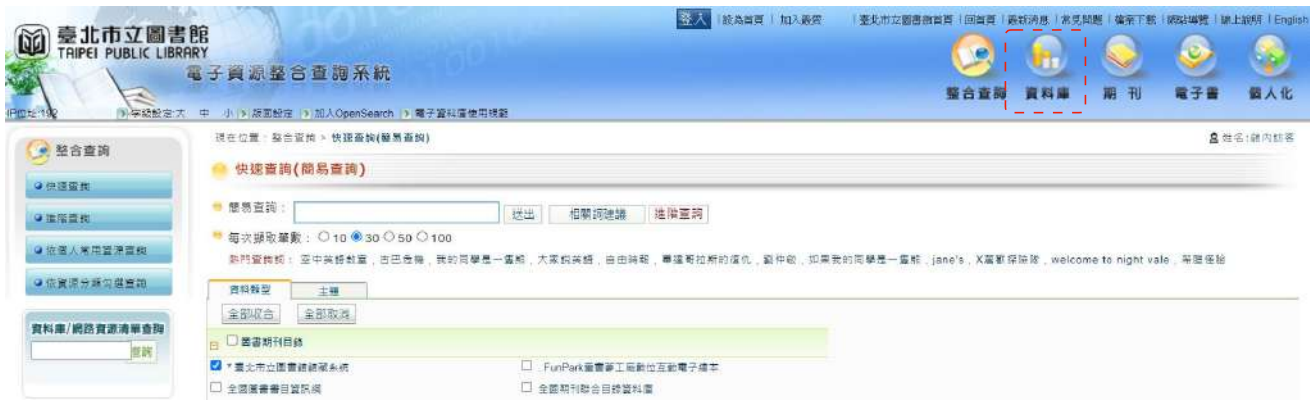 登入 | 設為首頁 | 加入最愛 | 臺北市立圖書館首頁 | 回首頁 | 最新消息 | 常見問題 | 檔案下載 | 網站導覽 | 線上說明 | English
臺北市立圖書館
TAIPEI PUBLIC LIBRARY
電子資源整合查詢系統
整合查詢 資料庫 期刊 電子書 個人化
IP位址:192 字級設定:大 中 小 版面設定 加入OpenSearch 電子資料庫使用規範
現在位置：整合查詢 > 快速查詢(簡易查詢)
姓名:館內訪客
整合查詢
快速查詢
進階查詢
依個人常用資源查詢
依資源分類勾選查詢
資料庫/網路資源清單查詢
查詢
快速查詢(簡易查詢)
簡易查詢： 送出 相關詞建議 進階查詢
每次擷取筆數： 10 30 50 100
熱門查詢詞： 空中英語教室，古巴危機，我的同學是一隻熊，大家說英語，自由時報，畢達哥拉斯的復仇，劉仲敬，如果我的同學是一隻熊，jane's，X萬獸探險隊，welcome to night vale，
資料類型 主題
全部收合 全部取消
圖書期刊目錄
* 臺北市立圖書館館藏系統 . FunPark童書夢工廠數位互動電子繪本
全國圖書書目資訊網 全國期刊聯合目錄資料庫